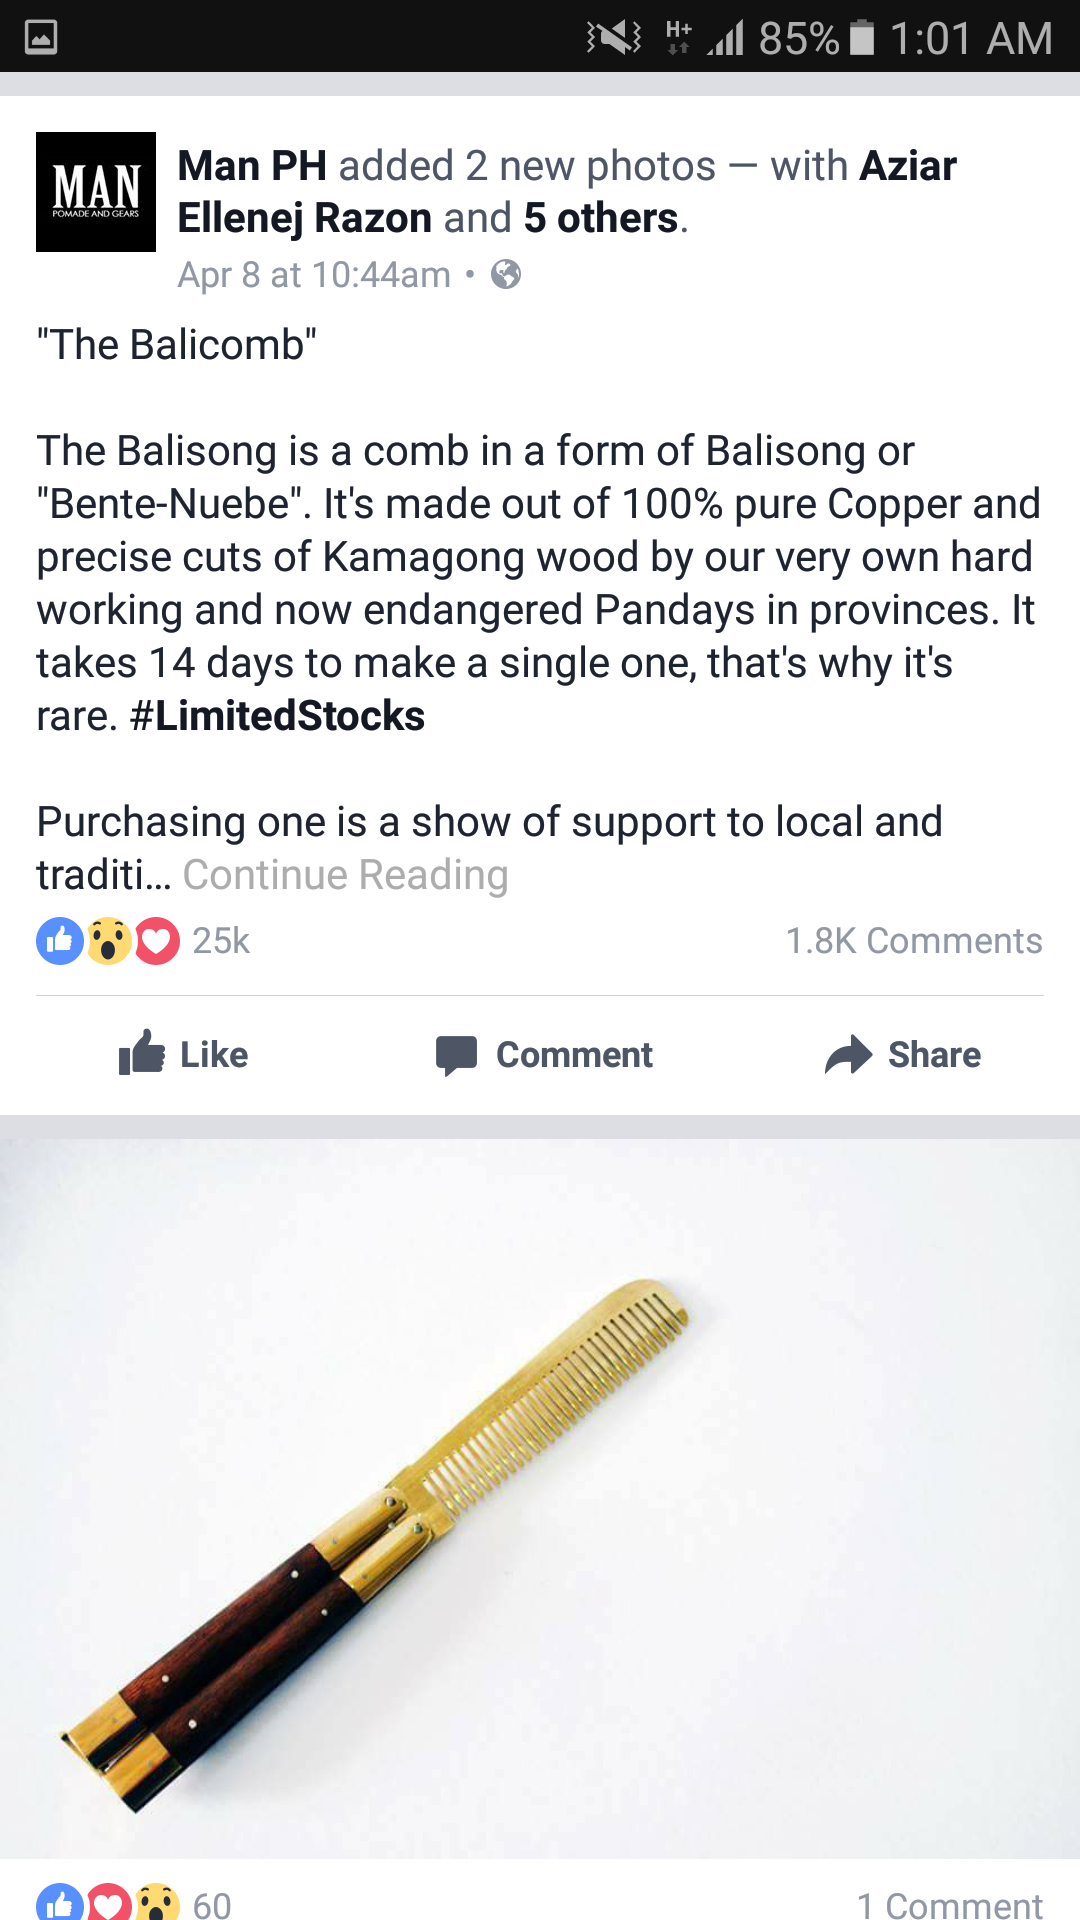 H+ 85% 1:01 AM
MAN
POMADE AND GEARS
Man PH added 2 new photos — with Aziar
Ellenej Razon and 5 others.
Apr 8 at 10:44am •
"The Balicomb"
The Balisong is a comb in a form of Balisong or
"Bente-Nuebe". It's made out of 100% pure Copper and
precise cuts of Kamagong wood by our very own hard
working and now endangered Pandays in provinces. It
takes 14 days to make a single one, that's why it's
rare. #LimitedStocks
Purchasing one is a show of support to local and
traditi... Continue Reading
25k 1.8K Comments
Like Comment Share
60 1 Comment